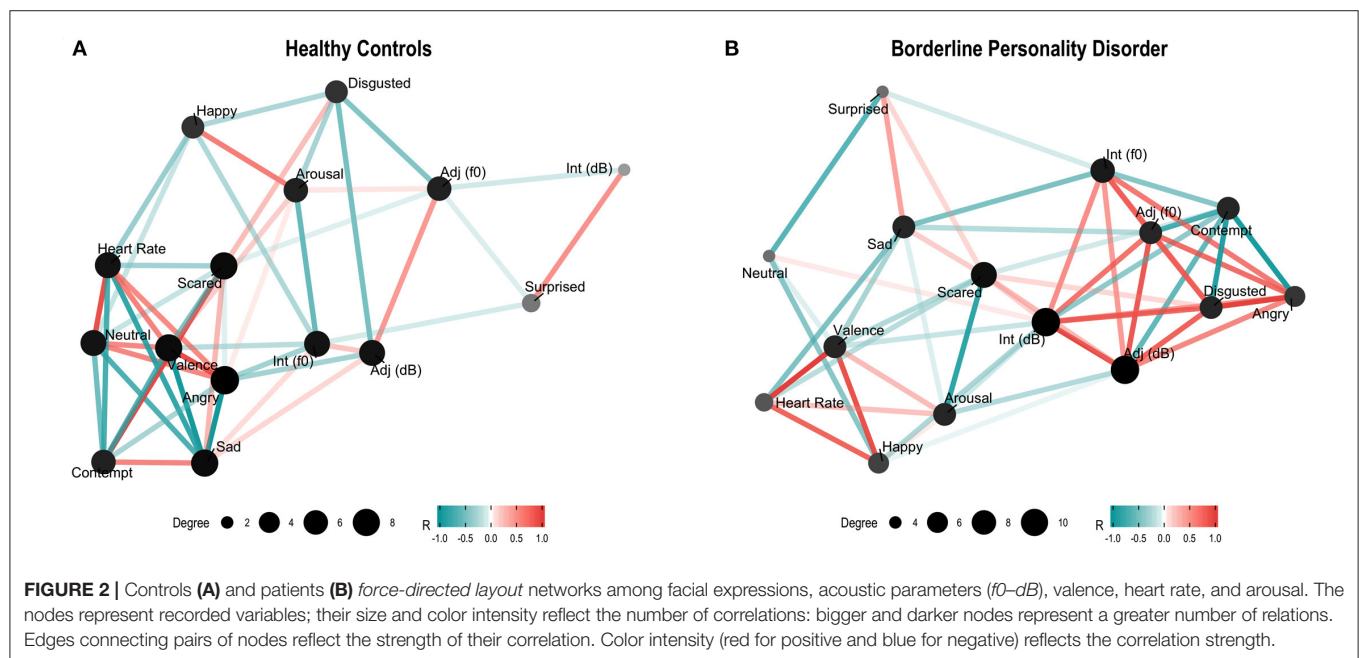 A
Healthy Controls
Disgusted
Happy
Arousal
Adj (f0)
Int (dB)
Heart Rate
Scared
Surprised
Neutral
Valence
Int (f0)
Adj (dB)
Angry
Sad
Contempt
Degree 2 4 6 8
R -1.0 -0.5 0.0 0.5 1.0
B
Borderline Personality Disorder
Surprised
Int (f0)
Adj (f0)
Contempt
Sad
Neutral
Scared
Disgusted
Angry
Valence
Int (dB)
Adj (dB)
Heart Rate
Arousal
Happy
Degree 4 6 8 10
R -1.0 -0.5 0.0 0.5 1.0
FIGURE 2 | Controls (A) and patients (B) force-directed layout networks among facial expressions, acoustic parameters (f0–dB), valence, heart rate, and arousal. The
nodes represent recorded variables; their size and color intensity reflect the number of correlations: bigger and darker nodes represent a greater number of relations.
Edges connecting pairs of nodes reflect the strength of their correlation. Color intensity (red for positive and blue for negative) reflects the correlation strength.